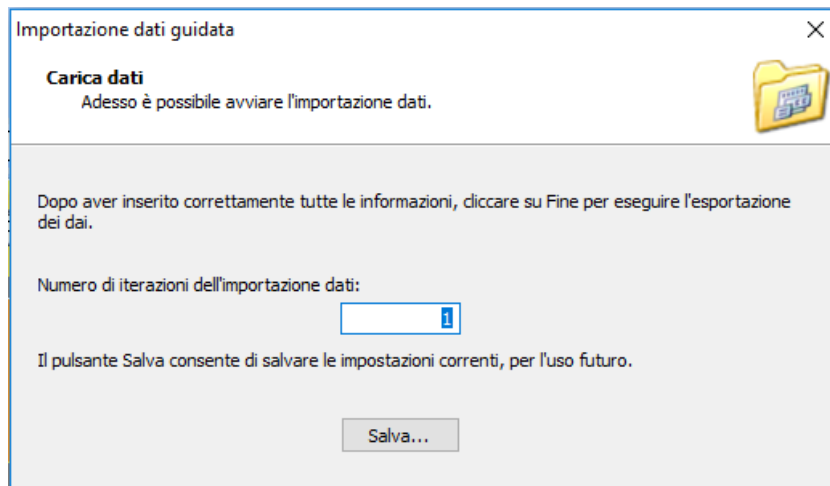 Importazione dati guidata
Carica dati
Adesso è possibile avviare l'importazione dati.
Dopo aver inserito correttamente tutte le informazioni, cliccare su Fine per eseguire l'esportazione
dei dai.
Numero di iterazioni dell'importazione dati:
1
Il pulsante Salva consente di salvare le impostazioni correnti, per l'uso futuro.
Salva...